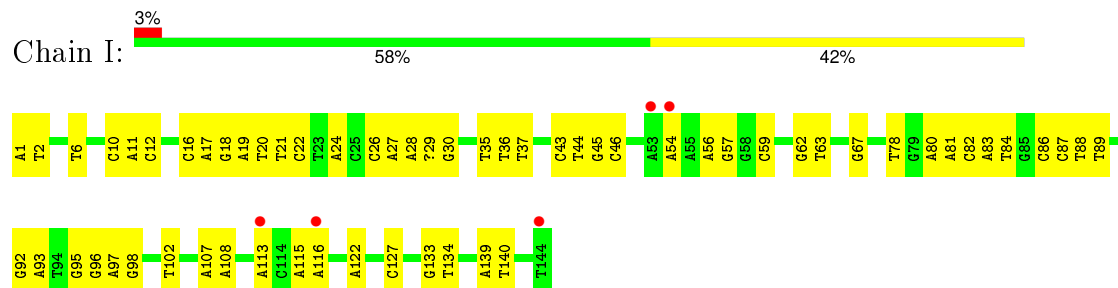 3%
Chain I:
58% 42%
A1 T2 T6 C10 A11 C12 C16 A17 G18 A19 T20 T21 C22 T23 A24 C25 C26 A27 A28 ?29 G30 T35 T36 T37 C43 T44 G45 C46 A53 A54 A55 A56 G57 G58 C59 G62 T63 G67 T78 G79 A80 A81 C82 A83 T84 G85 C86 C87 T88 T89
G92 A93 T94 G95 G96 A97 G98 T102 A107 A108 A113 C114 A115 A116 A122 C127 G133 T134 A139 T140 T144